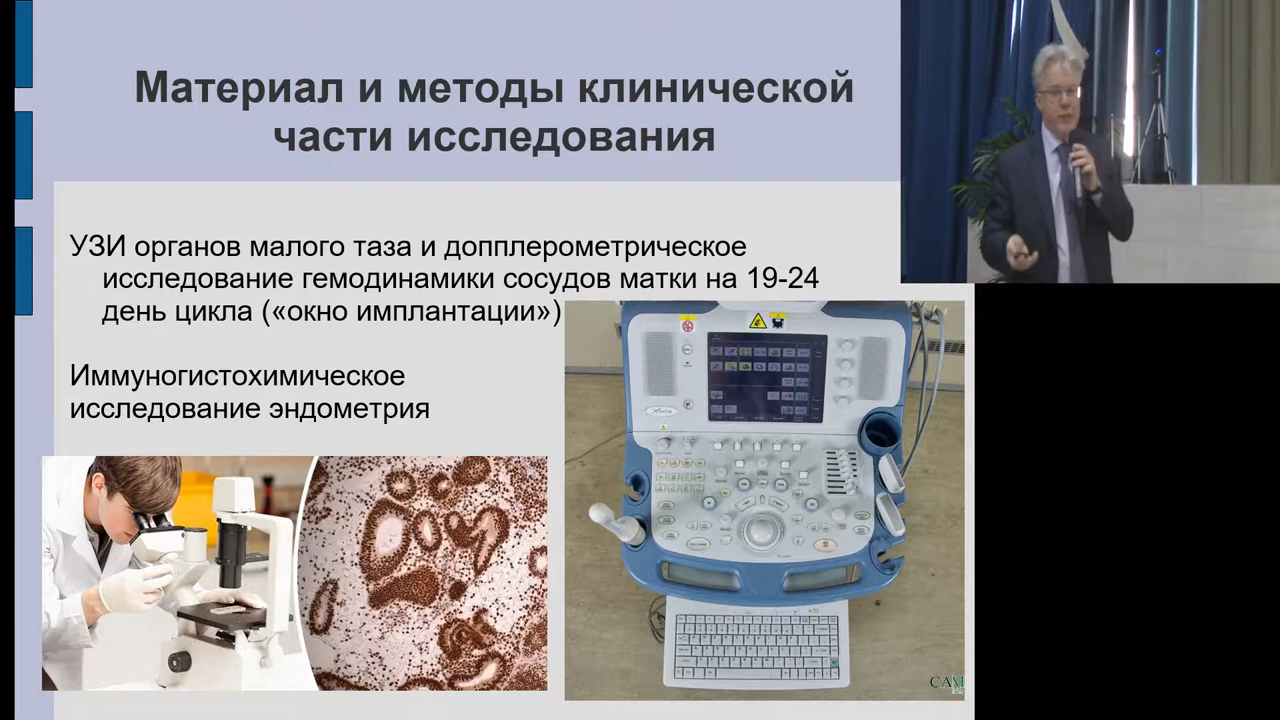 Материал и методы клинической
части исследования
УЗИ органов малого таза и допплерометрическое
исследование гемодинамики сосудов матки на 19-24
день цикла («окно имплантации»)
Иммуногистохимическое
исследование эндометрия
Xario